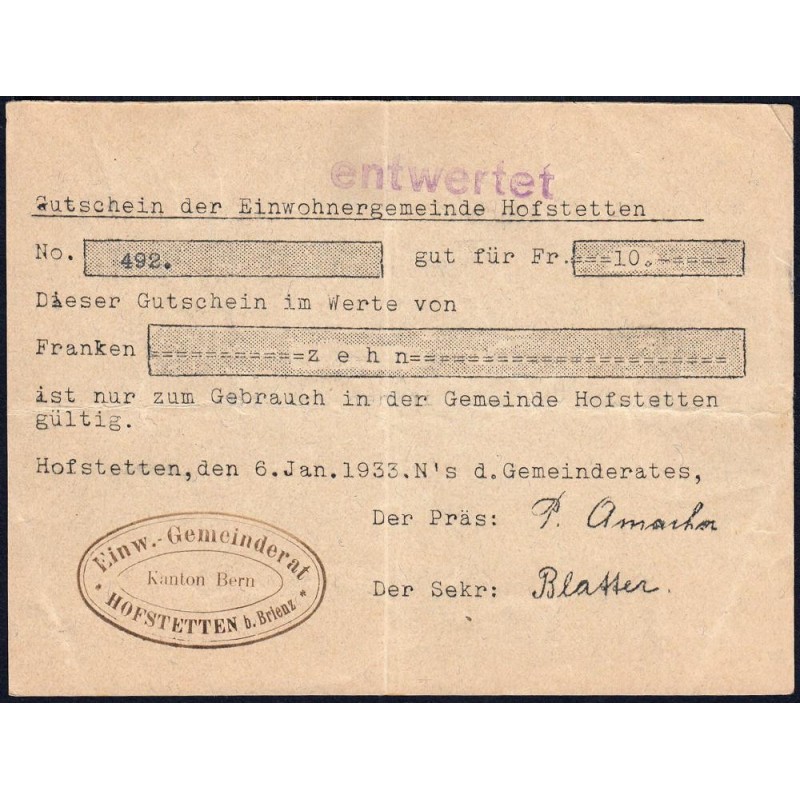 entwertet
Gutschein der Einwohnergemeinde Hofstetten
No. 492. gut für Fr.===10.=====
Dieser Gutschein im Werte von
Franken ===========z e h n======================
ist nur zum Gebrauch in der Gemeinde Hofstetten
gültig.
Hofstetten,den 6.Jan.1933.N's d.Gemeinderates,
Der Präs: P. Amacher
Der Sekr: Blatter.
Einw.-Gemeinderat
Kanton Bern
* HOFSTETTEN b. Brienz *